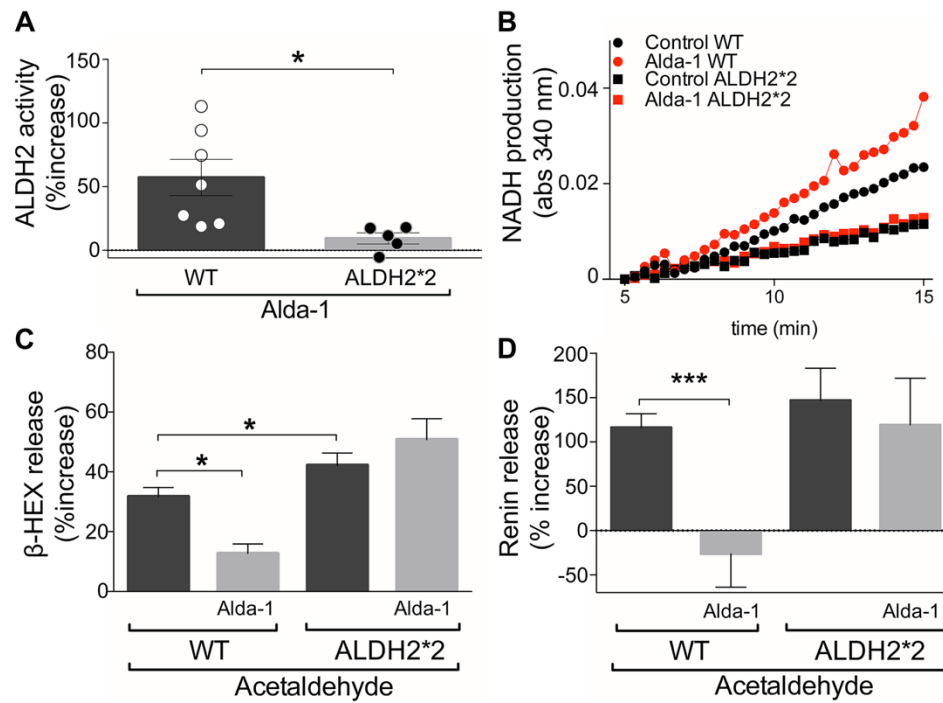 A
ALDH2 activity
(%increase)
150
100
50
0
*
WT
ALDH2*2
Alda-1
B
NADH production
(abs 340 nm)
Control WT
Alda-1 WT
Control ALDH2*2
Alda-1 ALDH2*2
0.04
0.02
0
5
10
15
time (min)
C
β-HEX release
(%increase)
80
60
40
20
0
*
*
Alda-1
Alda-1
WT
ALDH2*2
Acetaldehyde
D
Renin release
(% increase)
200
150
100
50
0
-50
***
Alda-1
Alda-1
WT
ALDH2*2
Acetaldehyde